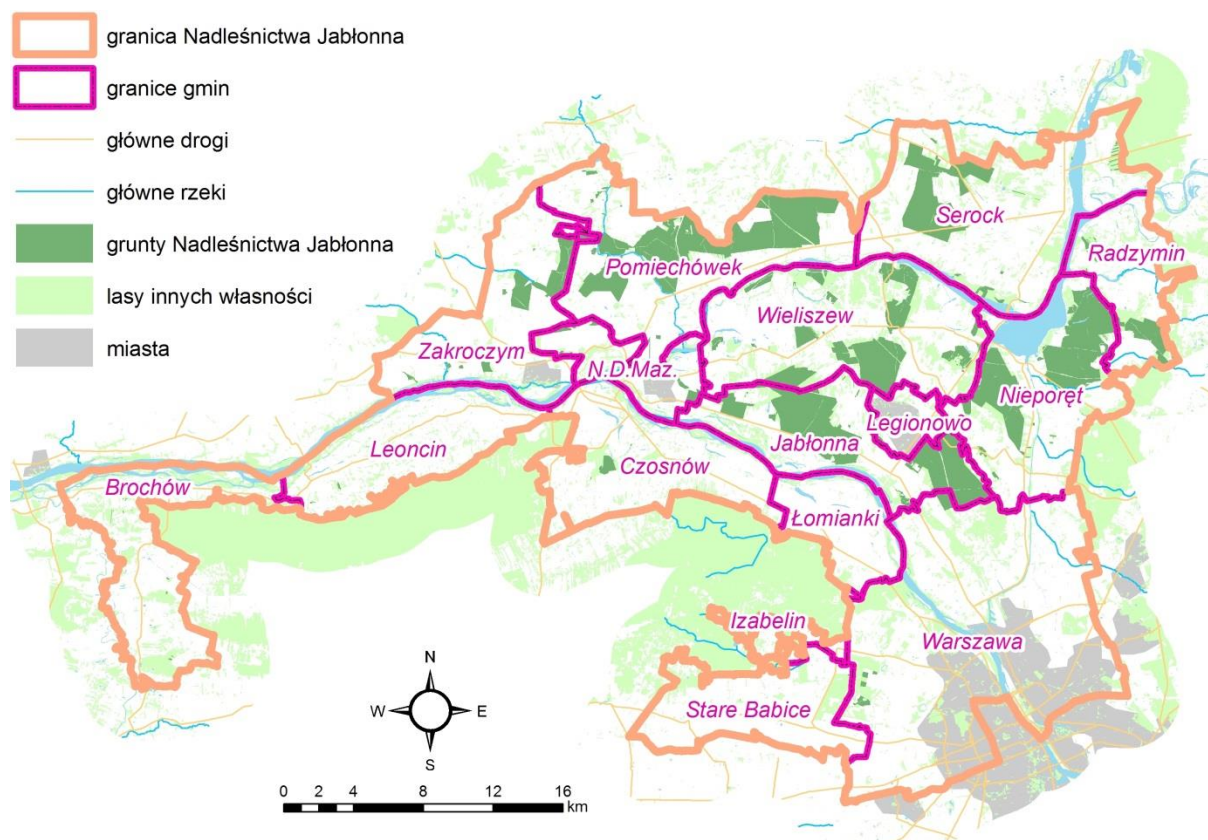 granica Nadleśnictwa Jabłonna
granice gmin
główne drogi
główne rzeki
grunty Nadleśnictwa Jabłonna
lasy innych własności
miasta
Serock
Radzymin
Pomiechówek
Wieliszew
Zakroczym
N.D.Maz.
Nieporęt
Legionowo
Leoncin
Jabłonna
Czosnów
Brochów
Łomianki
Izabelin
Warszawa
Stare Babice
N
W E
S
0 2 4 8 12 16
km